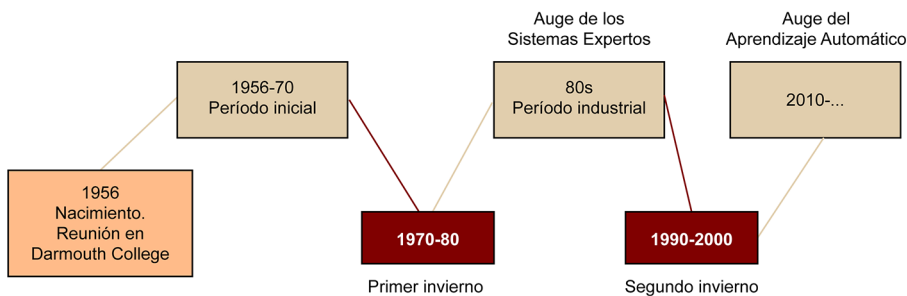 1956
Nacimiento.
Reunión en
Darmouth College
1956-70
Período inicial
1970-80
Primer invierno
Auge de los
Sistemas Expertos
80s
Período industrial
1990-2000
Segundo invierno
Auge del
Aprendizaje Automático
2010-...